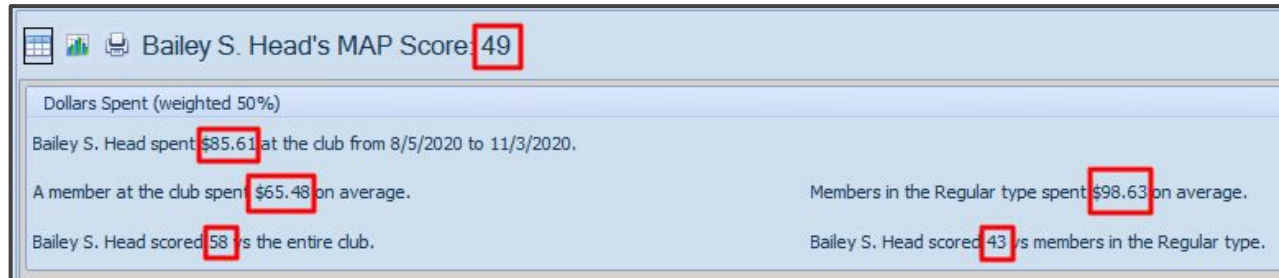 Bailey S. Head's MAP Score: 49
Dollars Spent (weighted 50%)
Bailey S. Head spent $85.61 at the club from 8/5/2020 to 11/3/2020.
A member at the club spent $65.48 on average.
Members in the Regular type spent $98.63 on average.
Bailey S. Head scored 58 vs the entire club.
Bailey S. Head scored 43 vs members in the Regular type.